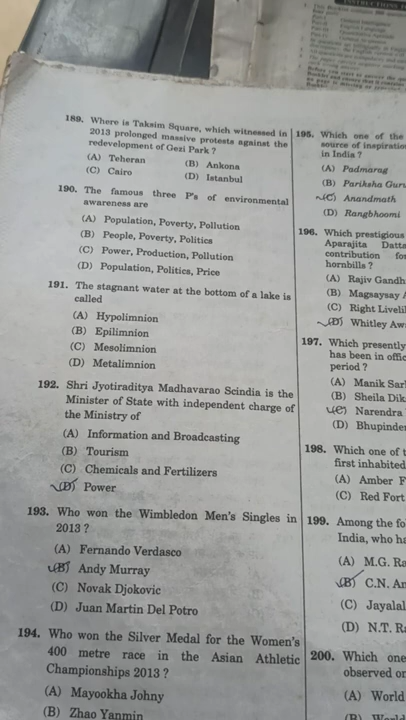 189. Where is Taksim Square, which witnessed in
2013 prolonged massive protests against the
redevelopment of Gezi Park ?
(A) Teheran (B) Ankona
(C) Cairo (D) Istanbul
190. The famous three P's of environmental
awareness are
(A) Population, Poverty, Pollution
(B) People, Poverty, Politics
(C) Power, Production, Pollution
(D) Population, Politics, Price
191. The stagnant water at the bottom of a lake is
called
(A) Hypolimnion
(B) Epilimnion
(C) Mesolimnion
(D) Metalimnion
192. Shri Jyotiraditya Madhavarao Scindia is the
Minister of State with independent charge of
the Ministry of
(A) Information and Broadcasting
(B) Tourism
(C) Chemicals and Fertilizers
(D) Power
193. Who won the Wimbledon Men's Singles in
2013 ?
(A) Fernando Verdasco
(B) Andy Murray
(C) Novak Djokovic
(D) Juan Martin Del Potro
194. Who won the Silver Medal for the Women's
400 metre race in the Asian Athletic
Championships 2013 ?
(A) Mayookha Johny
(B) Zhao Yanmin
195. Which one of the
source of inspiratio
in India ?
(A) Padmarag
(B) Pariksha Guru
(C) Anandmath
(D) Rangbhoomi
196. Which prestigious
Aparajita Datta
contribution for
hornbills ?
(A) Rajiv Gandh
(B) Magsaysay
(C) Right Liveli
(D) Whitley Aw
197. Which presently
has been in offic
period ?
(A) Manik Sar
(B) Sheila Dik
(C) Narendra
(D) Bhupinde
198. Which one of t
first inhabited
(A) Amber F
(C) Red Fort
199. Among the fo
India, who ha
(A) M.G. Ra
(B) C.N. An
(C) Jayalal
(D) N.T. Ra
200. Which one
observed on
(A) World
(B) World